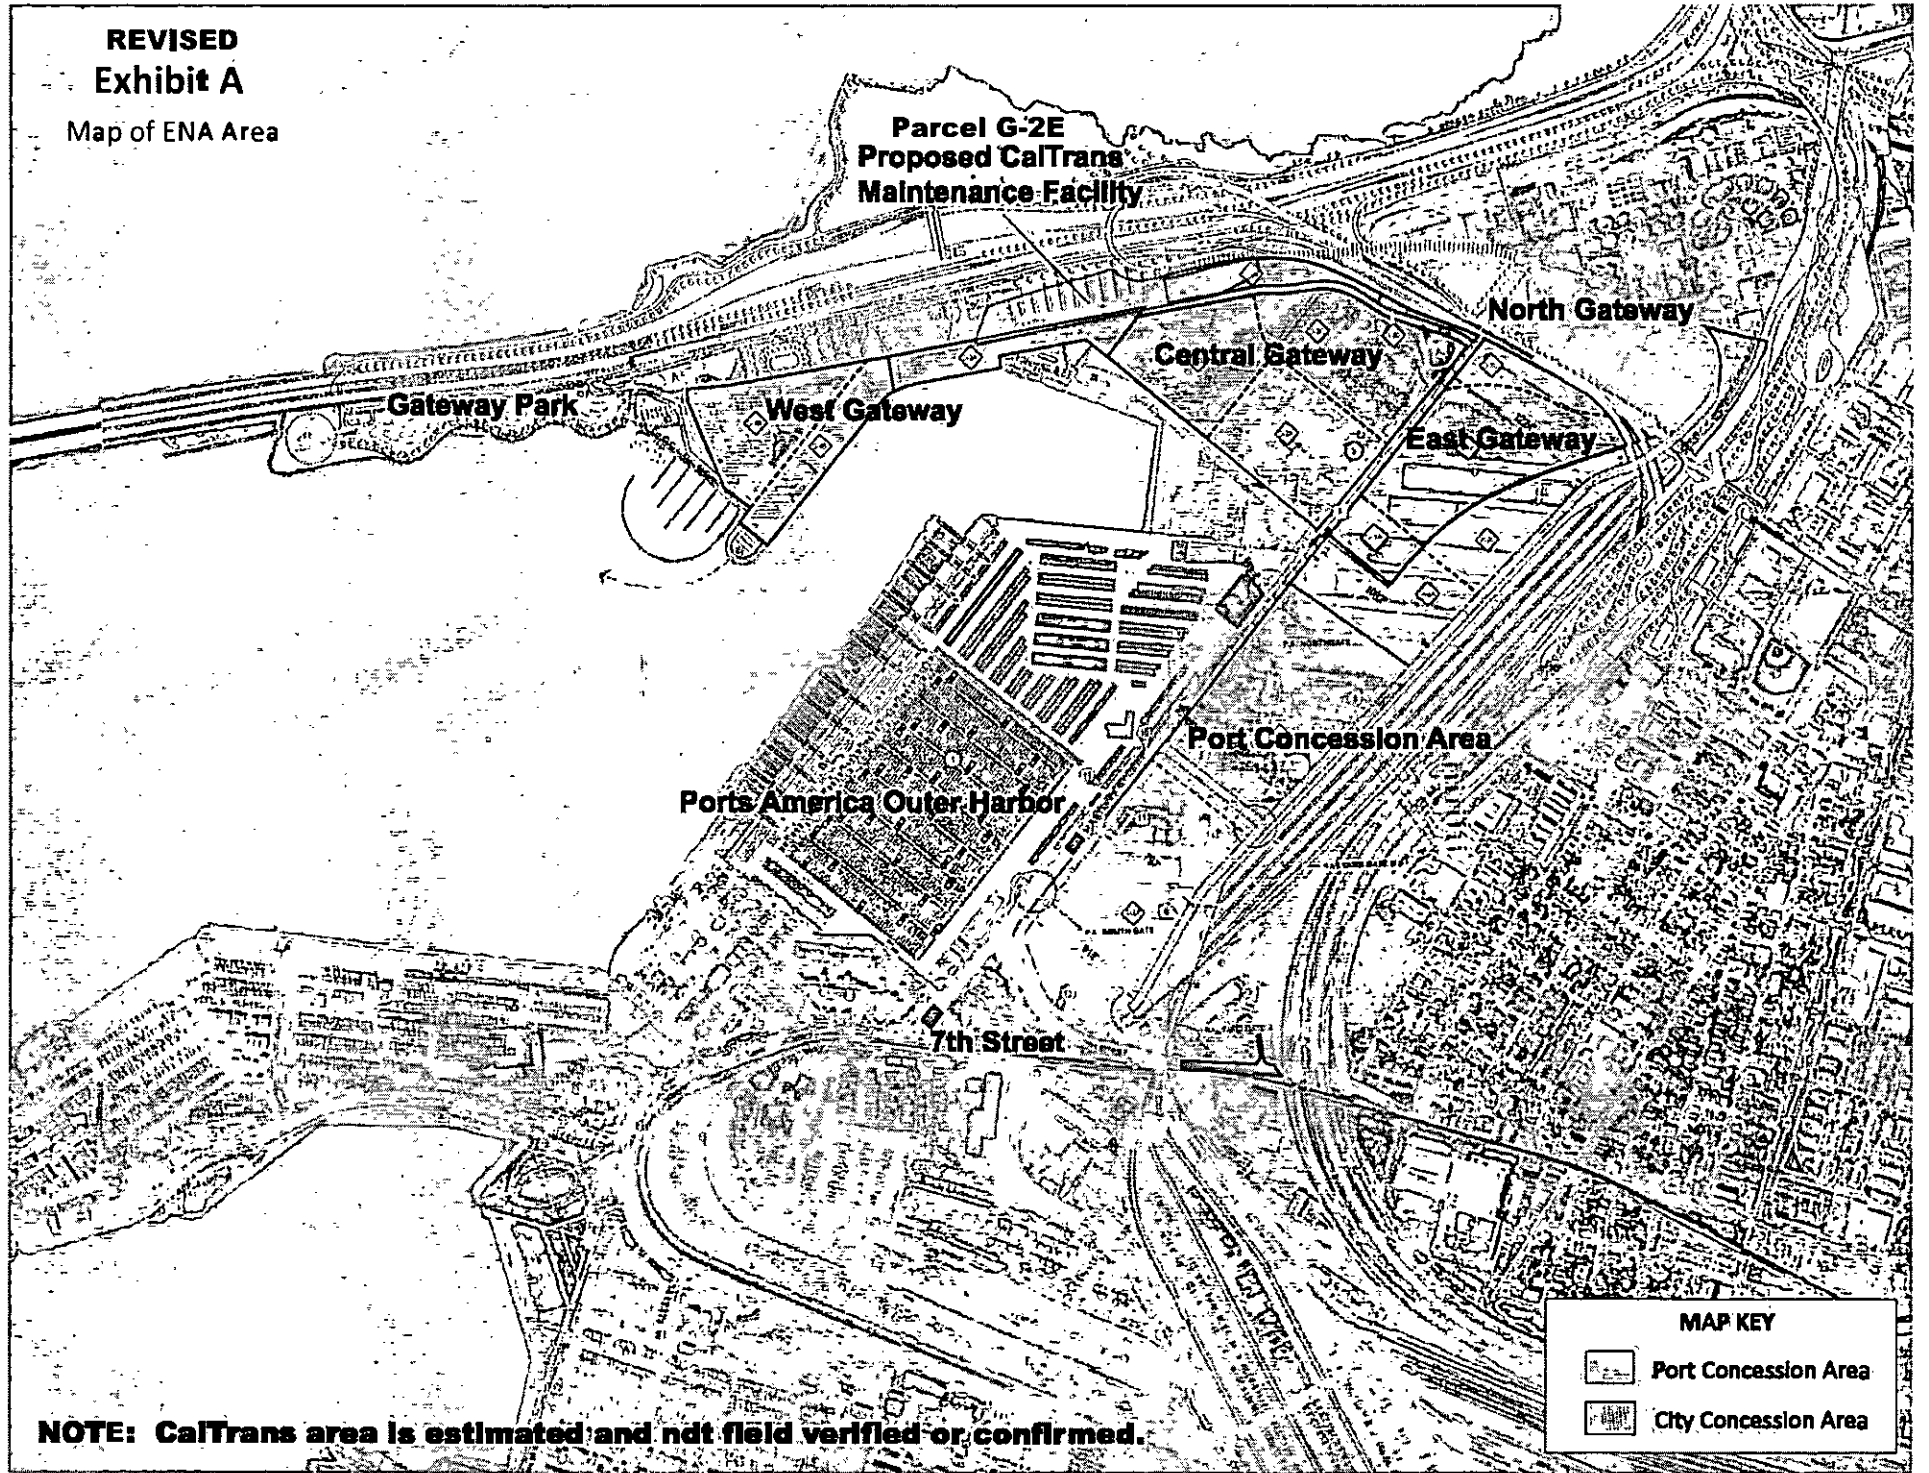 REVISED
Exhibit A
Map of ENA Area
Parcel G-2E
Proposed CalTrans
Maintenance Facility
North Gateway
Central Gateway
Gateway Park
West Gateway
East Gateway
Port Concession Area
Ports America Outer Harbor
7th Street
MAP KEY
Port Concession Area
City Concession Area
NOTE: CalTrans area is estimated and ndt field verified or confirmed.